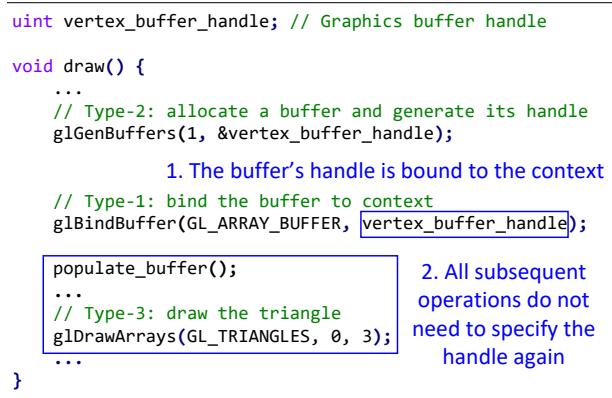 uint vertex_buffer_handle; // Graphics buffer handle
void draw() {
...
// Type-2: allocate a buffer and generate its handle
glGenBuffers(1, &vertex_buffer_handle);
1. The buffer’s handle is bound to the context
// Type-1: bind the buffer to context
glBindBuffer(GL_ARRAY_BUFFER, vertex_buffer_handle);
populate_buffer();
...
// Type-3: draw the triangle
glDrawArrays(GL_TRIANGLES, 0, 3);
2. All subsequent
operations do not
need to specify the
handle again
...
}